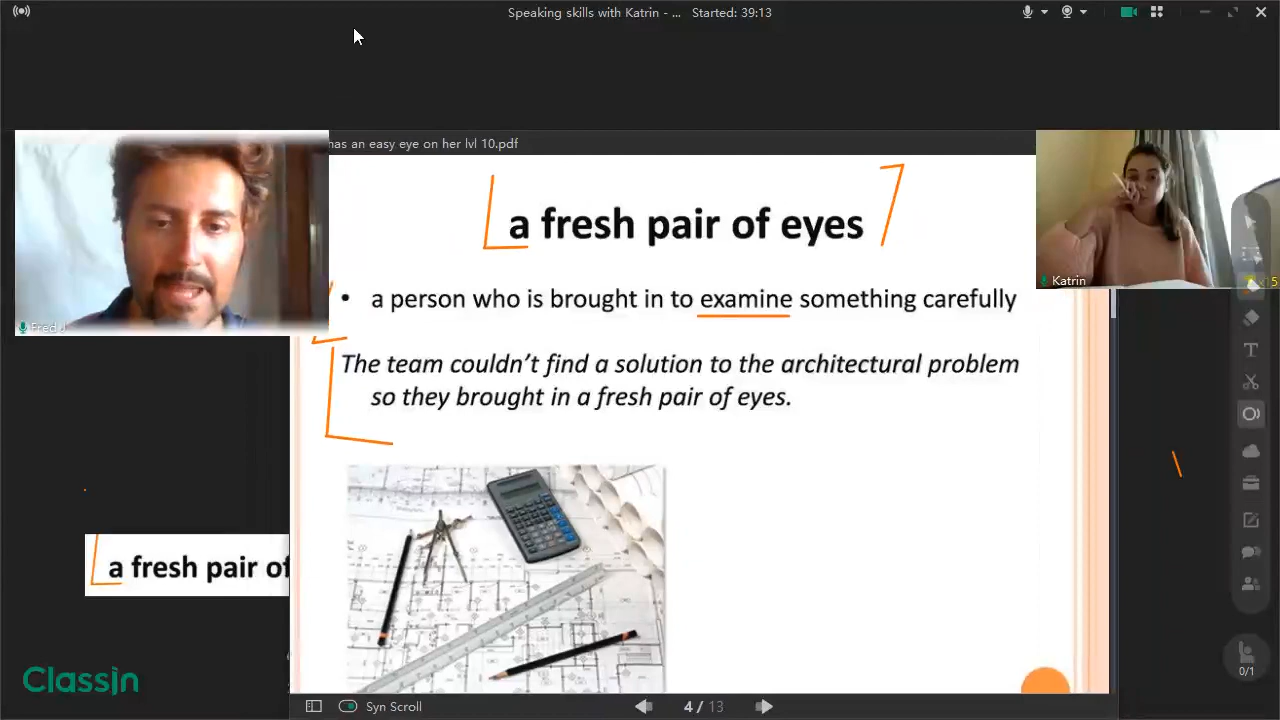 Speaking skills with Katrin - ... Started: 39:13
has an easy eye on her lvl 10.pdf
a fresh pair of eyes
• a person who is brought in to examine something carefully
The team couldn't find a solution to the architectural problem
so they brought in a fresh pair of eyes.
Fred J
Katrin
x15
T
a fresh pair of
ClassIn
Syn Scroll
4 / 13
0/1